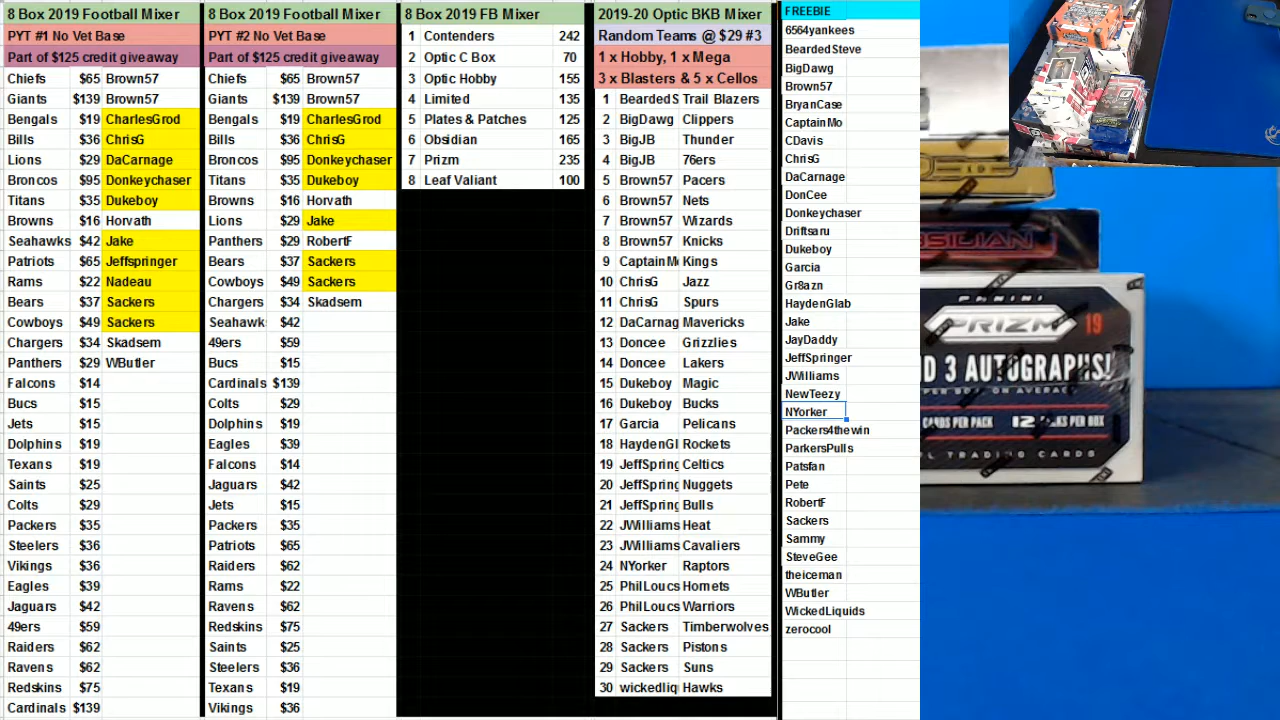 8 Box 2019 Football Mixer
PYT #1 No Vet Base
Part of $125 credit giveaway
Chiefs $65 Brown57
Giants $139 Brown57
Bengals $19 CharlesGrod
Bills $36 ChrisG
Lions $29 DaCarnage
Broncos $95 Donkeychaser
Titans $35 Dukeboy
Browns $16 Horvath
Seahawks $42 Jake
Patriots $65 Jeffspringer
Rams $22 Nadeau
Bears $37 Sackers
Cowboys $49 Sackers
Chargers $34 Skadsem
Panthers $29 WButler
Falcons $14
Bucs $15
Jets $15
Dolphins $19
Texans $19
Saints $25
Colts $29
Packers $35
Steelers $36
Vikings $36
Eagles $39
Jaguars $42
49ers $59
Raiders $62
Ravens $62
Redskins $75
Cardinals $139
8 Box 2019 Football Mixer
PYT #2 No Vet Base
Part of $125 credit giveaway
Chiefs $65 Brown57
Giants $139 Brown57
Bengals $19 CharlesGrod
Bills $36 ChrisG
Broncos $95 Donkeychaser
Titans $35 Dukeboy
Browns $16 Horvath
Lions $29 Jake
Panthers $29 RobertF
Bears $37 Sackers
Cowboys $49 Sackers
Chargers $34 Skadsem
Seahawks $42
49ers $59
Bucs $15
Cardinals $139
Colts $29
Dolphins $19
Eagles $39
Falcons $14
Jaguars $42
Jets $15
Packers $35
Patriots $65
Raiders $62
Rams $22
Ravens $62
Redskins $75
Saints $25
Steelers $36
Texans $19
Vikings $36
8 Box 2019 FB Mixer
1 Contenders 242
2 Optic C Box 70
3 Optic Hobby 155
4 Limited 135
5 Plates & Patches 125
6 Obsidian 165
7 Prizm 235
8 Leaf Valiant 100
2019-20 Optic BKB Mixer
Random Teams @ $29 #3
1 x Hobby, 1 x Mega
3 x Blasters & 5 x Cellos
1 BeardedS Trail Blazers
2 BigDawg Clippers
3 BigJB Thunder
4 BigJB 76ers
5 Brown57 Pacers
6 Brown57 Nets
7 Brown57 Wizards
8 Brown57 Knicks
9 CaptainMo Kings
10 ChrisG Jazz
11 ChrisG Spurs
12 DaCarnag Mavericks
13 Doncee Grizzlies
14 Doncee Lakers
15 Dukeboy Magic
16 Dukeboy Bucks
17 Garcia Pelicans
18 HaydenGl Rockets
19 JeffSpring Celtics
20 JeffSpring Nuggets
21 JeffSpring Bulls
22 JWilliams Heat
23 JWilliams Cavaliers
24 NYorker Raptors
25 PhilLoucs Hornets
26 PhilLoucs Warriors
27 Sackers Timberwolves
28 Sackers Pistons
29 Sackers Suns
30 wickedliq Hawks
FREEBIE
6564yankees
BeardedSteve
BigDawg
Brown57
BryanCase
CaptainMo
CDavis
ChrisG
DaCarnage
DonCee
Donkeychaser
Driftsaru
Dukeboy
Garcia
Gr8azn
HaydenGlab
Jake
JayDaddy
JeffSpringer
JWilliams
NewTeezy
NYorker
Packers4thewin
ParkersPulls
Patsfan
Pete
RobertF
Sackers
Sammy
SteveGee
theiceman
WButler
WickedLiquids
zerocool
BSIDIAN
PANINI
PRIZM 19
D 3 AUTOGRAPHS!
PER BOX ON AVERAGE
CARDS PER PACK 12 PER BOX
L TRADING CARDS